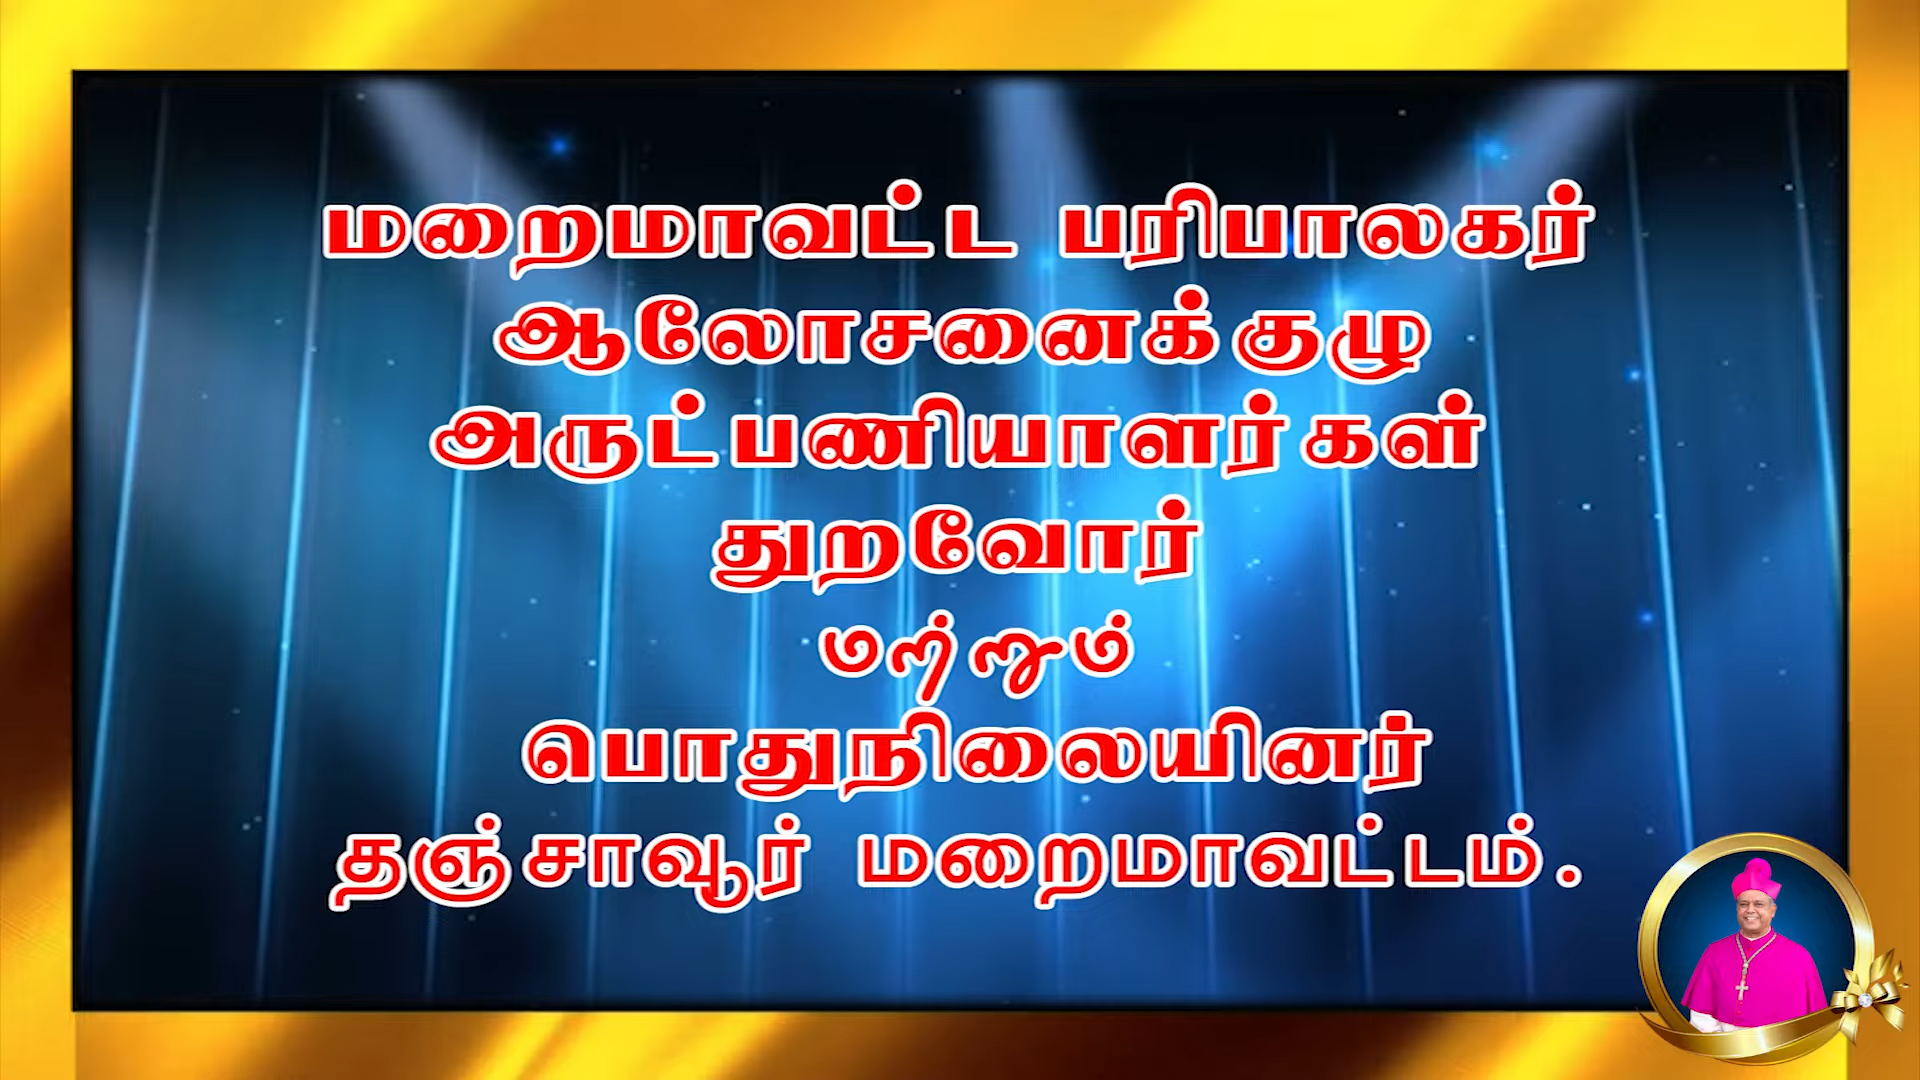 மறைமாவட்ட பரிபாலகர்
ஆலோசனைக்குழு
அருட்பணியாளர்கள்
துறவோர்
மற்றும்
பொதுநிலையினர்
தஞ்சாவூர் மறைமாவட்டம்.